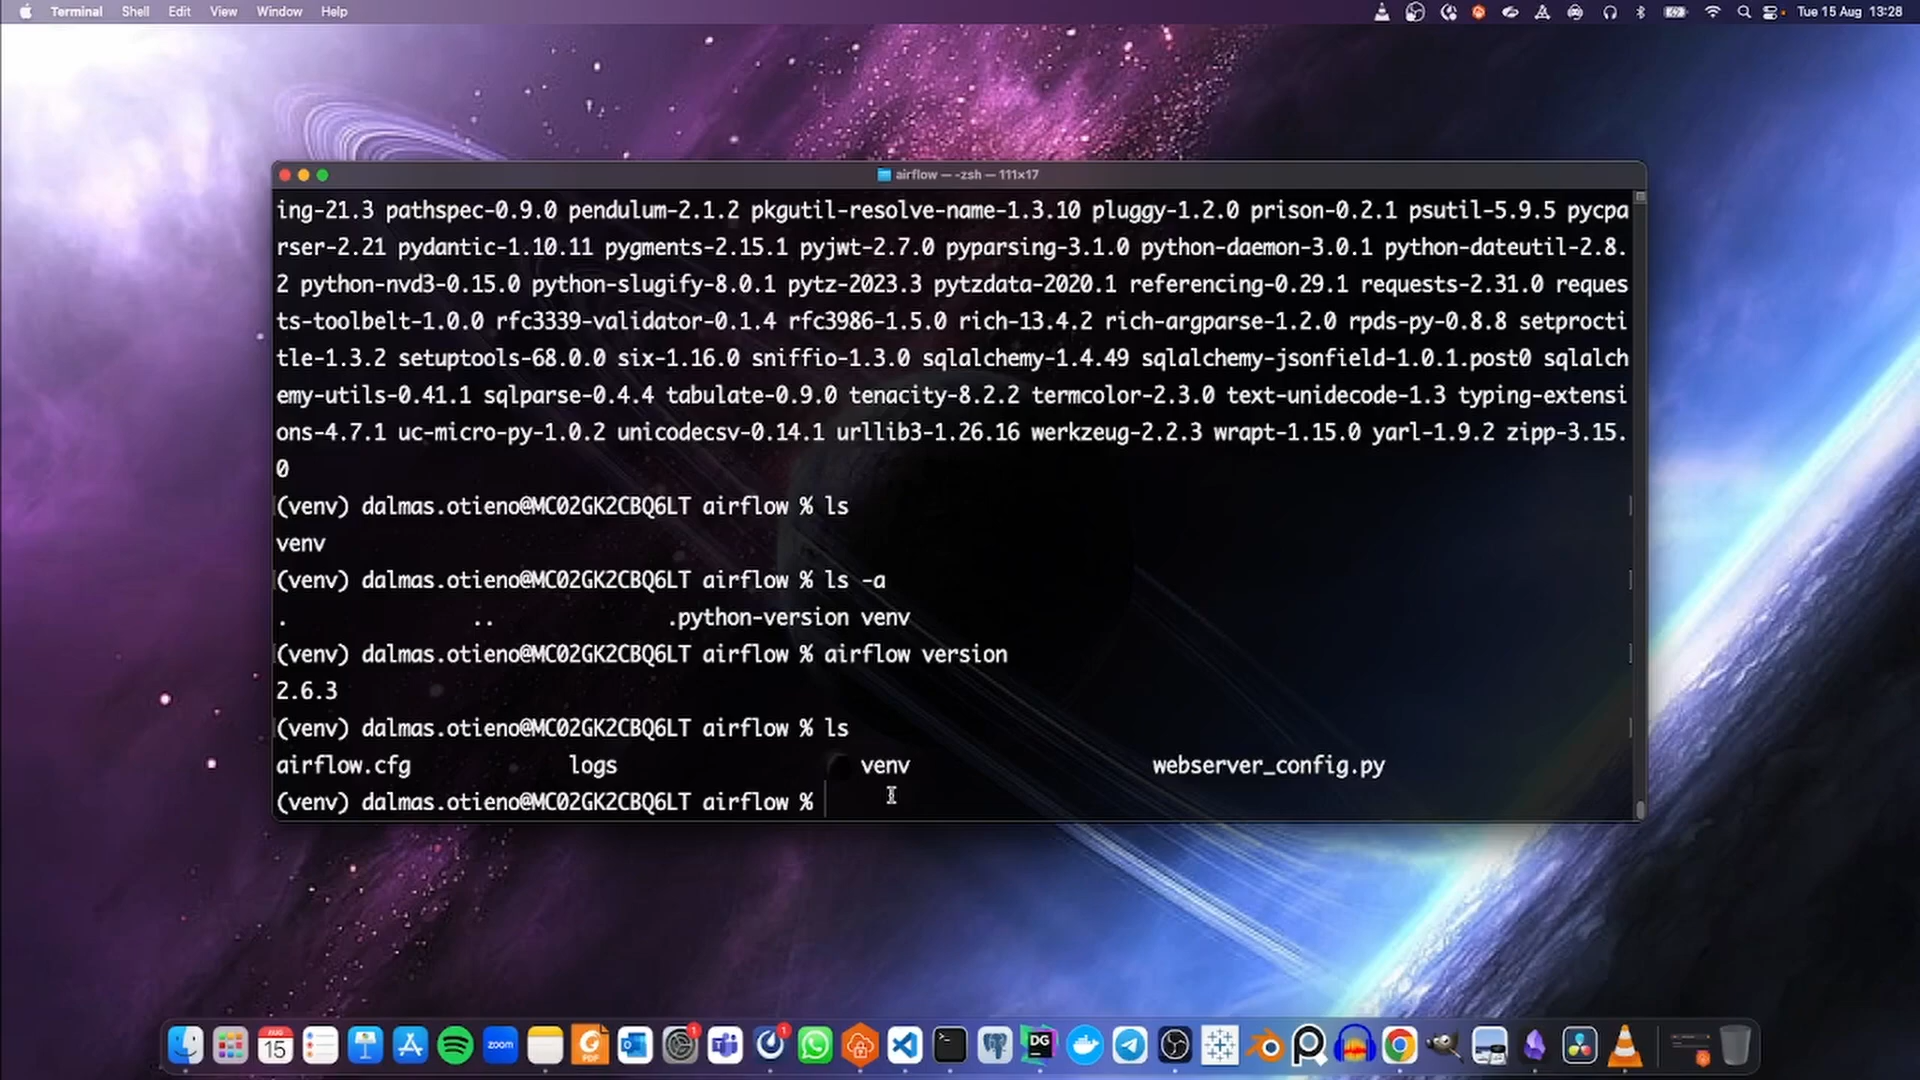 Terminal Shell Edit View Window Help Tue 15 Aug 13:28
airflow — -zsh — 111×17
ing-21.3 pathspec-0.9.0 pendulum-2.1.2 pkgutil-resolve-name-1.3.10 pluggy-1.2.0 prison-0.2.1 psutil-5.9.5 pycpa
rser-2.21 pydantic-1.10.11 pygments-2.15.1 pyjwt-2.7.0 pyparsing-3.1.0 python-daemon-3.0.1 python-dateutil-2.8.
2 python-nvd3-0.15.0 python-slugify-8.0.1 pytz-2023.3 pytzdata-2020.1 referencing-0.29.1 requests-2.31.0 reques
ts-toolbelt-1.0.0 rfc3339-validator-0.1.4 rfc3986-1.5.0 rich-13.4.2 rich-argparse-1.2.0 rpds-py-0.8.8 setprocti
tle-1.3.2 setuptools-68.0.0 six-1.16.0 sniffio-1.3.0 sqlalchemy-1.4.49 sqlalchemy-jsonfield-1.0.1.post0 sqlalch
emy-utils-0.41.1 sqlparse-0.4.4 tabulate-0.9.0 tenacity-8.2.2 termcolor-2.3.0 text-unidecode-1.3 typing-extensi
ons-4.7.1 uc-micro-py-1.0.2 unicodecsv-0.14.1 urllib3-1.26.16 werkzeug-2.2.3 wrapt-1.15.0 yarl-1.9.2 zipp-3.15.
0
(venv) dalmas.otieno@MC02GK2CBQ6LT airflow % ls
venv
(venv) dalmas.otieno@MC02GK2CBQ6LT airflow % ls -a
. .. .python-version venv
(venv) dalmas.otieno@MC02GK2CBQ6LT airflow % airflow version
2.6.3
(venv) dalmas.otieno@MC02GK2CBQ6LT airflow % ls
airflow.cfg logs venv webserver_config.py
(venv) dalmas.otieno@MC02GK2CBQ6LT airflow %
AUG 15 zoom PDF 1 1 DG